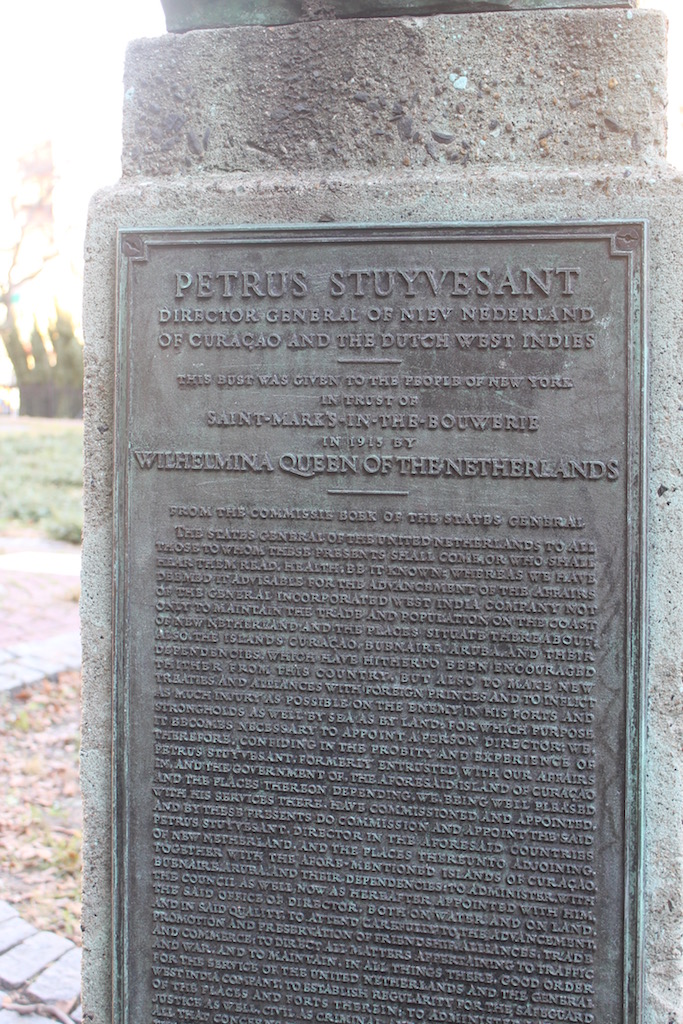 PETRUS STUYVESANT
DIRECTOR GENERAL OF NIEV NEDERLAND
OF CURAÇAO AND THE DUTCH WEST INDIES
THIS BUST WAS GIVEN TO THE PEOPLE OF NEW YORK
IN TRUST OF
SAINT-MARK'S-IN-THE-BOUWERIE
IN 1915 BY
WILHELMINA QUEEN OF THE NETHERLANDS
FROM THE COMMISSIE BOEK OF THE STATES GENERAL
THE STATES GENERAL OF THE UNITED NETHERLANDS TO ALL
THOSE TO WHOM THESE PRESENTS SHALL COME, OR WHO SHALL
HEAR THEM READ, HEALTH; BE IT KNOWN: WHEREAS WE HAVE
DEEMED IT ADVISABLE FOR THE ADVANCEMENT OF THE AFFAIRS
OF THE GENERAL INCORPORATED WEST INDIA COMPANY NOT
ONLY TO MAINTAIN THE TRADE AND POPULATION, ON THE COAST
OF NEW NETHERLAND AND THE PLACES SITUATE THEREABOUT;
ALSO THE ISLANDS CURAÇAO, BUENAIRE, ARUBA, AND THEIR
DEPENDENCIES, WHICH HAVE HITHERTO BEEN ENCOURAGED
THITHER FROM THIS COUNTRY, BUT ALSO TO MAKE NEW
TREATIES AND ALLIANCES WITH FOREIGN PRINCES AND TO INFLICT
AS MUCH INJURY AS POSSIBLE ON THE ENEMY IN HIS FORTS AND
STRONGHOLDS AS WELL BY SEA AS BY LAND; FOR WHICH PURPOSE
IT BECOMES NECESSARY TO APPOINT A PERSON DIRECTOR; WE,
THEREFORE, CONFIDING IN THE PROBITY AND EXPERIENCE OF
PETRUS STUYVESANT, FORMERLY ENTRUSTED WITH OUR AFFAIRS
IN, AND THE GOVERNMENT OF, THE AFORESAID ISLAND OF CURAÇAO
AND THE PLACES THEREON DEPENDING, WE, BEING WELL PLEASED
WITH HIS SERVICES THERE, HAVE COMMISSIONED AND APPOINTED,
AND BY THESE PRESENTS DO COMMISSION AND APPOINT THE SAID
PETRUS STUYVESANT, DIRECTOR IN THE AFORESAID COUNTRIES
OF NEW NETHERLAND, AND THE PLACES THEREUNTO ADJOINING,
TOGETHER WITH THE AFORE-MENTIONED ISLANDS OF CURAÇAO,
BUENAIRE, ARUBA, AND THEIR DEPENDENCIES; TO ADMINISTER, WITH
THE COUNCIL AS WELL NOW AS HEREAFTER APPOINTED WITH HIM,
THE SAID OFFICE OF DIRECTOR, BOTH ON WATER AND ON LAND,
AND IN SAID QUALITY, TO ATTEND CAREFULLY TO THE ADVANCEMENT,
PROMOTION AND PRESERVATION OF FRIENDSHIP, ALLIANCES, TRADE
AND COMMERCE; TO DIRECT ALL MATTERS APPERTAINING TO TRAFFIC
AND WAR, AND TO MAINTAIN, IN ALL THINGS THERE, GOOD ORDER
FOR THE SERVICE OF THE UNITED NETHERLANDS AND THE GENERAL
WEST INDIA COMPANY; TO ESTABLISH REGULARITY FOR THE SAFEGUARD
OF THE PLACES AND FORTS THEREIN; TO ADMINISTER
JUSTICE AS WELL CIVIL AS CRIMINAL
ALL THAT CONCERNS